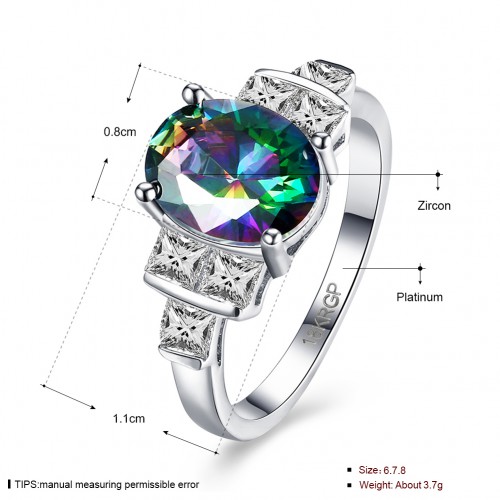 0.8cm
Zircon
Platinum
18KRGP
1.1cm
Size: 6.7.8
TIPS:manual measuring permissible error
Weight: About 3.7g